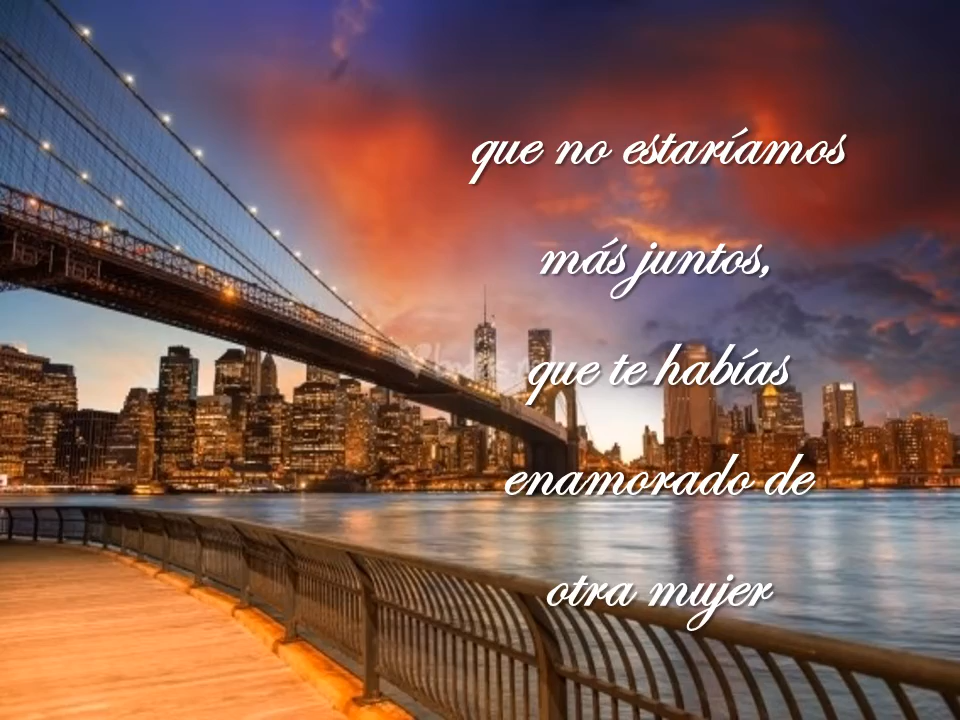 que no estaríamos
más juntos,
que te habías
enamorado de
otra mujer